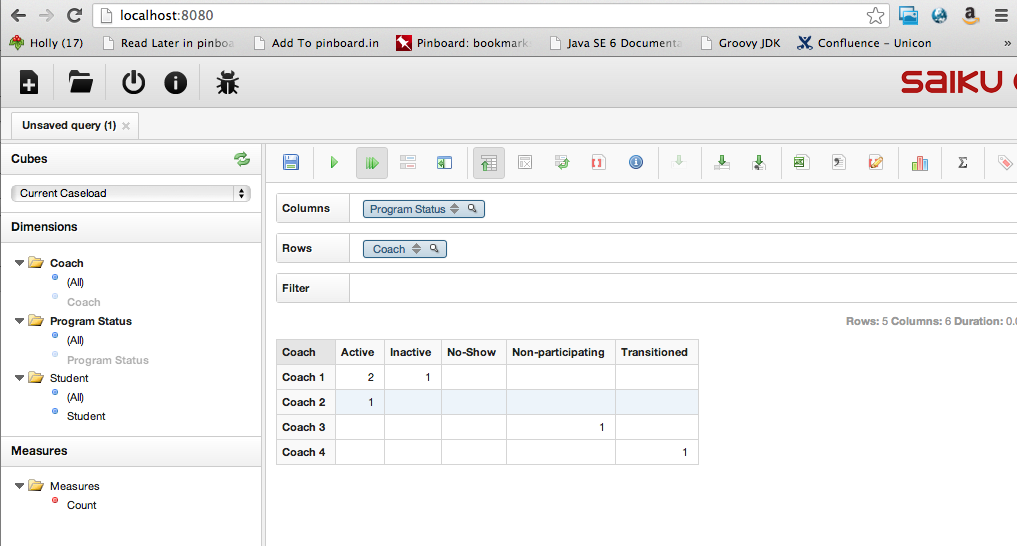 localhost:8080
Holly (17) Read Later in pinboa Add To pinboard.in Pinboard: bookmark Java SE 6 Documenta Groovy JDK Confluence - Unicon »
saiku
Unsaved query (1) ×
Cubes
Current Caseload
Columns Program Status
Dimensions
Rows Coach
Coach
(All)
Filter
Coach
Program Status
Rows: 5 Columns: 6 Duration: 0.0
(All)
Program Status
Student
(All)
Student
Coach Active Inactive No-Show Non-participating Transitioned
Coach 1 2 1
Coach 2 1
Coach 3 1
Coach 4 1
Measures
Measures
Count